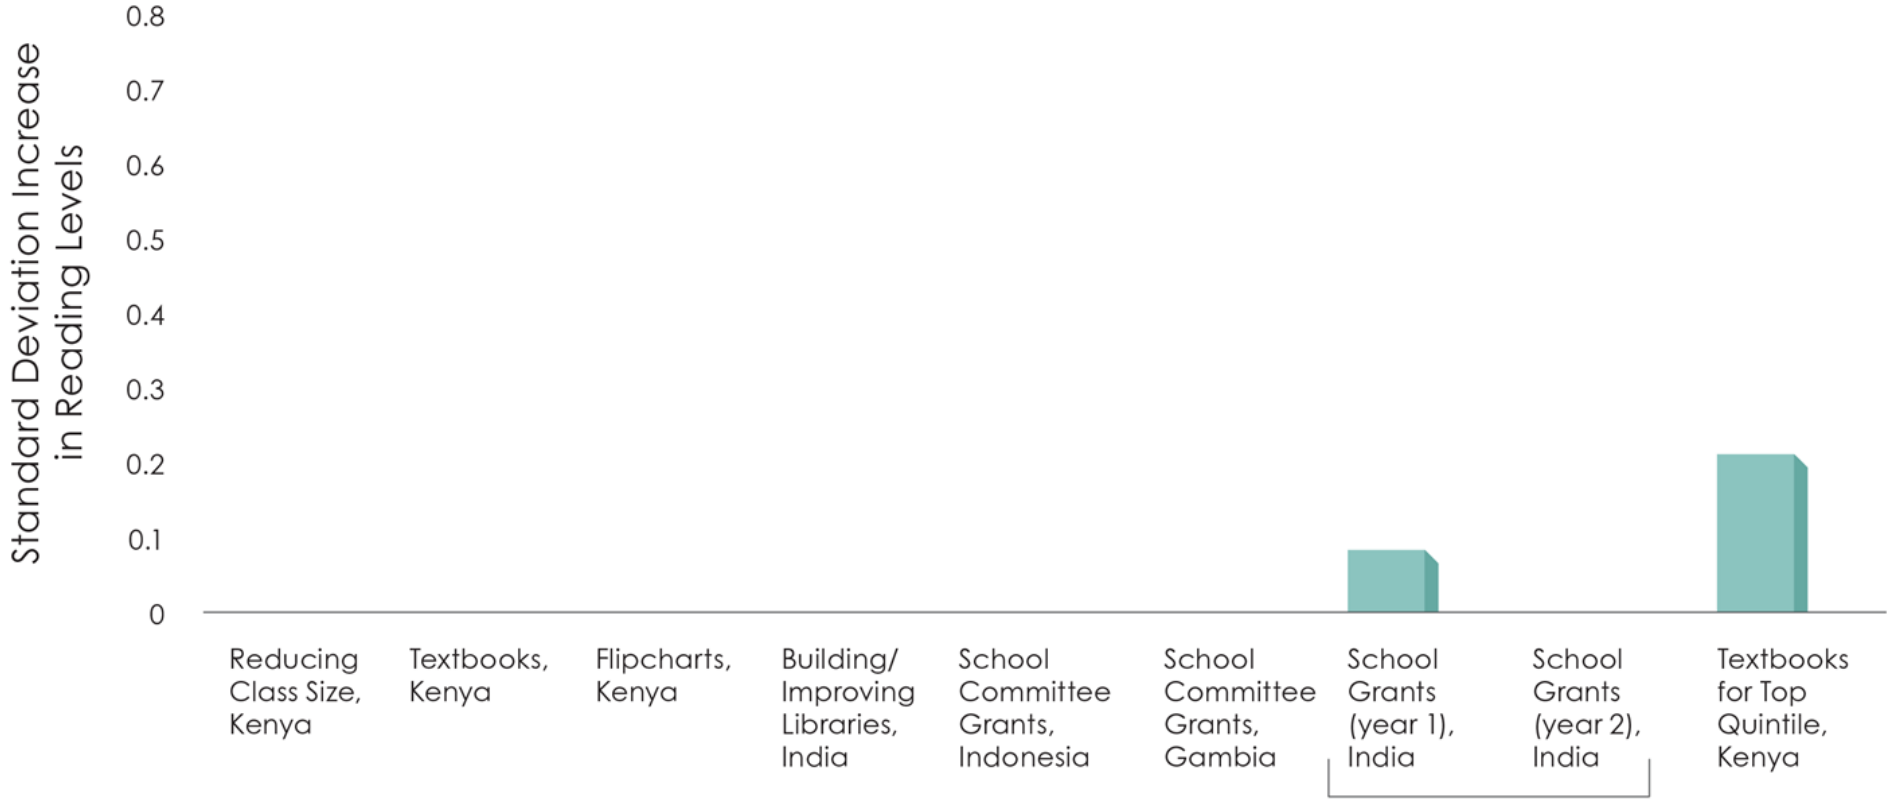 Standard Deviation Increase
in Reading Levels
0.8
0.7
0.6
0.5
0.4
0.3
0.2
0.1
0
Reducing
Class Size,
Kenya
Textbooks,
Kenya
Flipcharts,
Kenya
Building/
Improving
Libraries,
India
School
Committee
Grants,
Indonesia
School
Committee
Grants,
Gambia
School
Grants
(year 1),
India
School
Grants
(year 2),
India
Textbooks
for Top
Quintile,
Kenya